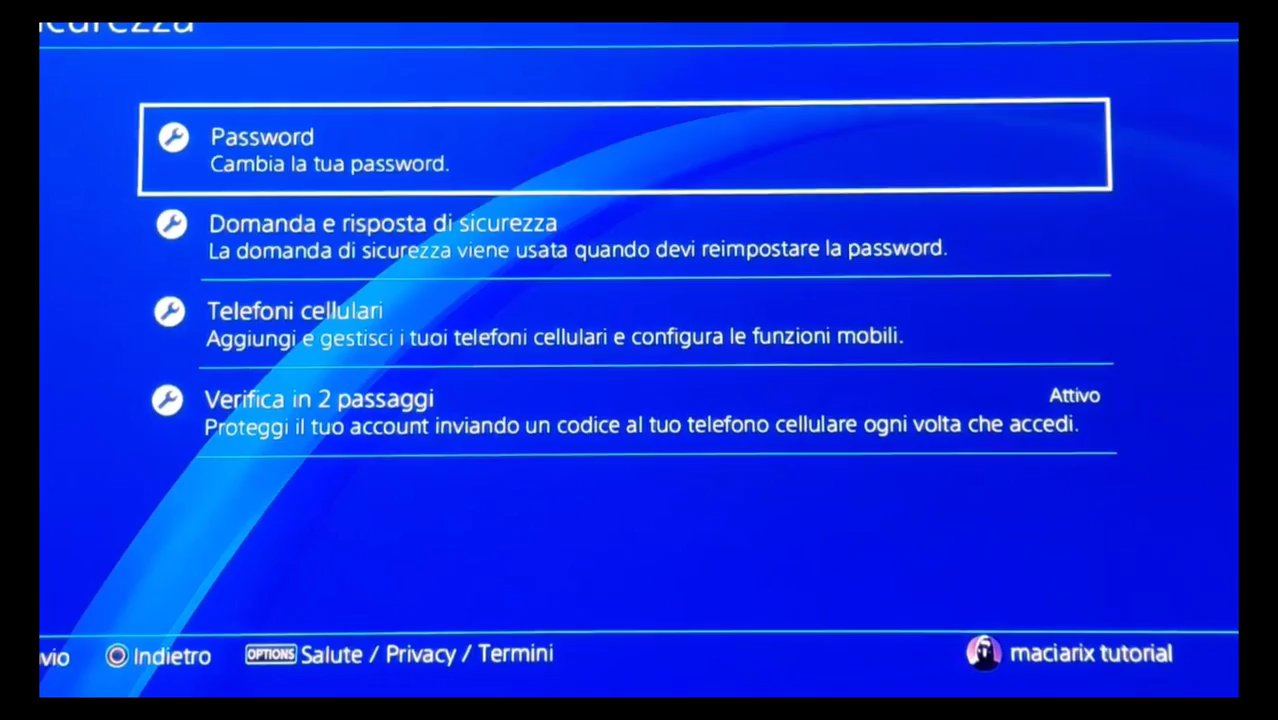 Password
Cambia la tua password.
Domanda e risposta di sicurezza
La domanda di sicurezza viene usata quando devi reimpostare la password.
Telefoni cellulari
Aggiungi e gestisci i tuoi telefoni cellulari e configura le funzioni mobili.
Verifica in 2 passaggi
Attivo
Proteggi il tuo account inviando un codice al tuo telefono cellulare ogni volta che accedi.
Indietro
OPTIONS Salute / Privacy / Termini
maciarix tutorial